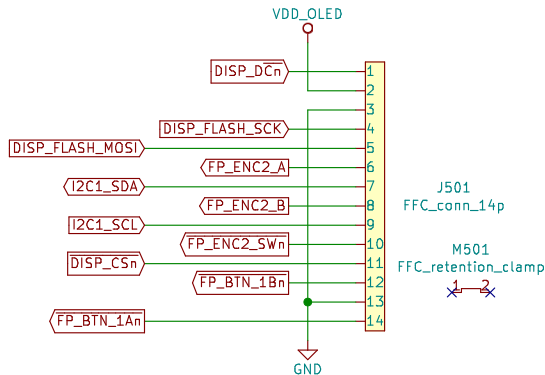 VDD_OLED
DISP_DCn 1
2
3
DISP_FLASH_SCK 4
DISP_FLASH_MOSI 5
FP_ENC2_A 6
I2C1_SDA 7
FP_ENC2_B 8
I2C1_SCL 9
FP_ENC2_SWn 10
DISP_CSn 11
FP_BTN_1Bn 12
13
FP_BTN_1An 14
GND
J501
FFC_conn_14p
M501
FFC_retention_clamp
1 2